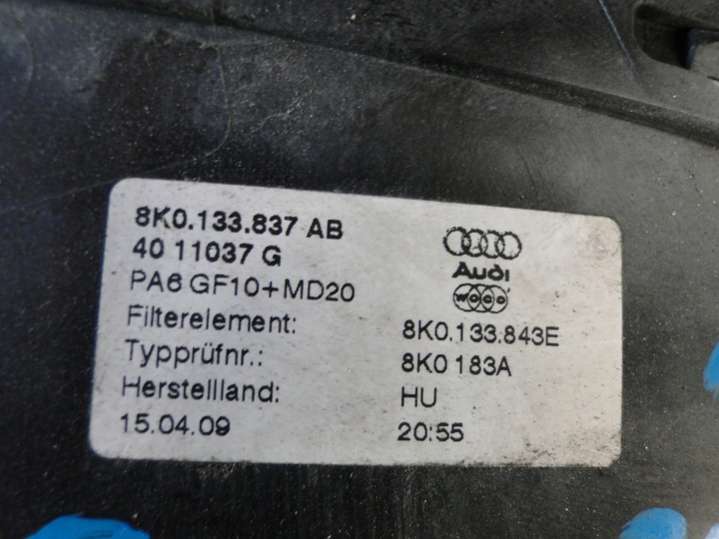 8K0.133.837 AB
40 11037 G
PA6 GF10+MD20
Filterelement: 8K0.133.843E
Typprüfnr.: 8K0 183A
Herstellland: HU
15.04.09 20:55
Audi
woco